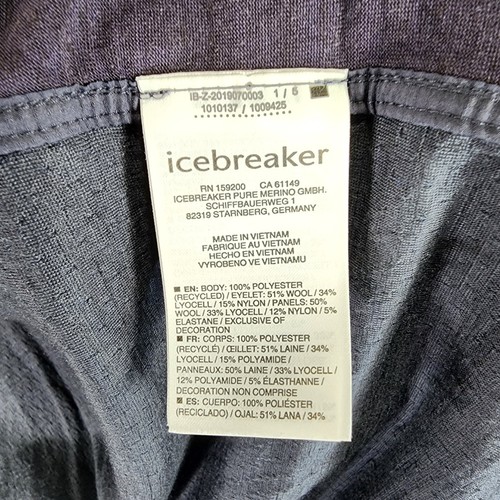 IB-Z-2019070003 1 / 5
1010137 / 1009425
icebreaker
RN 159200 CA 61149
ICEBREAKER PURE MERINO GMBH.
SCHIFFBAUERWEG 1
82319 STARNBERG, GERMANY
MADE IN VIETNAM
FABRIQUÉ AU VIETNAM
HECHO EN VIETNAM
VYROBENO VE VIETNAMU
EN: BODY: 100% POLYESTER
(RECYCLED) / EYELET: 51% WOOL / 34%
LYOCELL / 15% NYLON / PANELS: 50%
WOOL / 33% LYOCELL / 12% NYLON / 5%
ELASTANE / EXCLUSIVE OF
DECORATION
FR: CORPS: 100% POLYESTER
(RECYCLÉ) / ŒILLET: 51% LAINE / 34%
LYOCELL / 15% POLYAMIDE /
PANNEAUX: 50% LAINE / 33% LYOCELL /
12% POLYAMIDE / 5% ÉLASTHANNE /
DECORATION NON COMPRISE
ES: CUERPO: 100% POLIÉSTER
(RECICLADO) / OJAL: 51% LANA / 34%